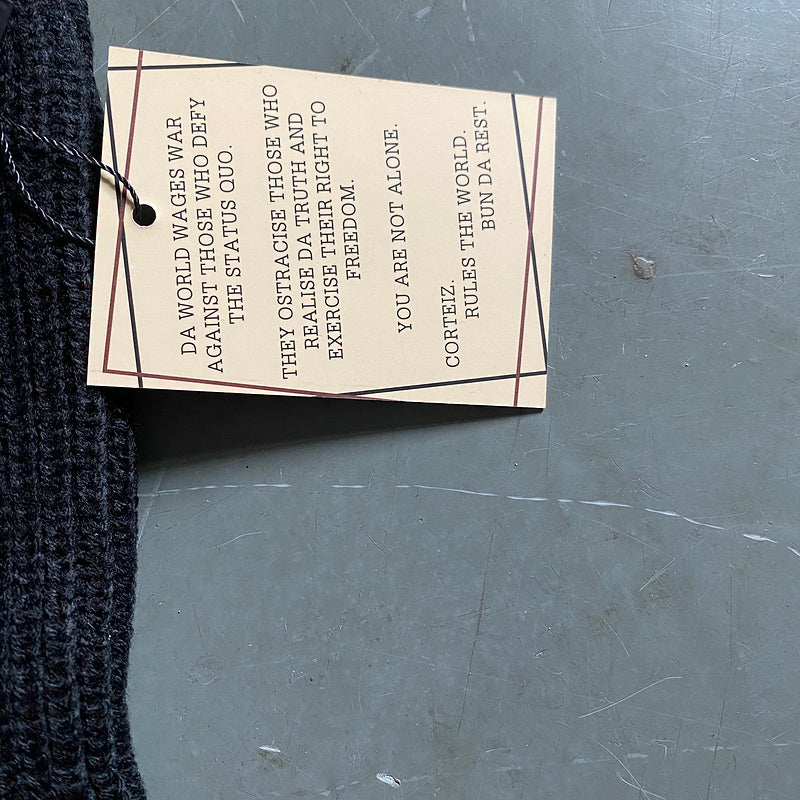 DA WORLD WAGES WAR
AGAINST THOSE WHO DEFY
THE STATUS QUO.
THEY OSTRACISE THOSE WHO
REALISE DA TRUTH AND
EXERCISE THEIR RIGHT TO
FREEDOM.
YOU ARE NOT ALONE.
CORTEIZ.
RULES THE WORLD.
BUN DA REST.